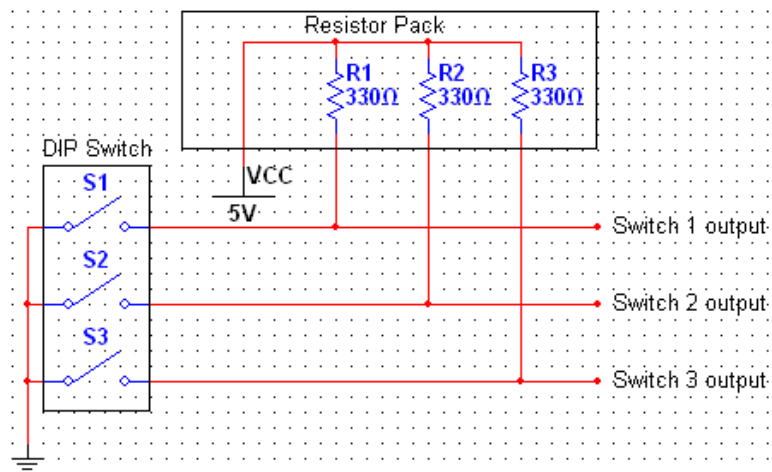 Resistor Pack
R1
330Ω
R2
330Ω
R3
330Ω
DIP Switch
VCC
5V
S1
Switch 1 output
S2
Switch 2 output
S3
Switch 3 output